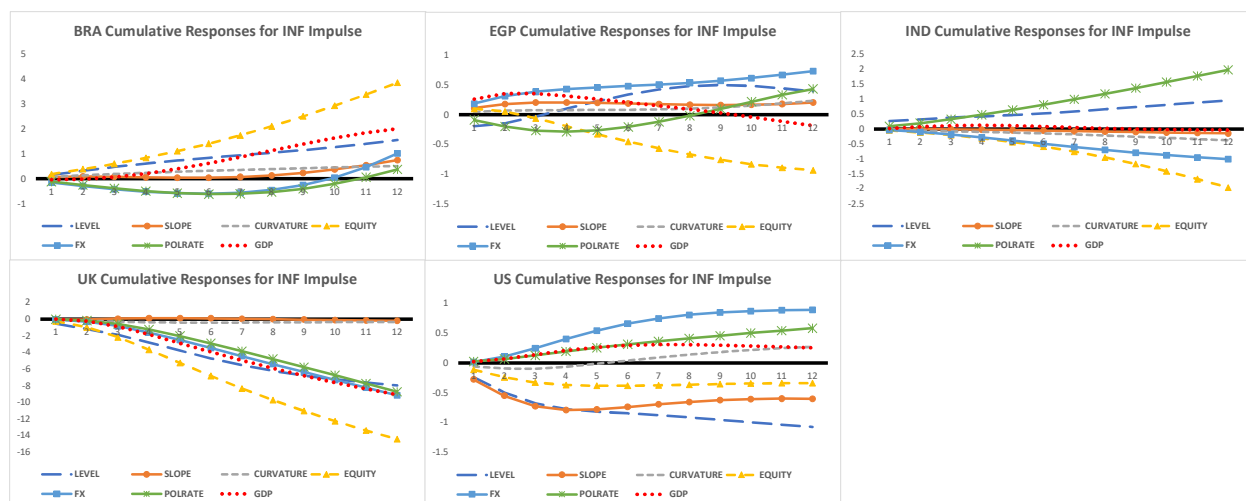 BRA Cumulative Responses for INF Impulse
5
4
3
2
1
0
-1
1 2 3 4 5 6 7 8 9 10 11 12
LEVEL SLOPE CURVATURE EQUITY
FX POLRATE GDP
EGP Cumulative Responses for INF Impulse
1
0.5
0
-0.5
-1
-1.5
1 2 3 4 5 6 7 8 9 10 11 12
LEVEL SLOPE CURVATURE EQUITY
FX POLRATE GDP
IND Cumulative Responses for INF Impulse
2.5
2
1.5
1
0.5
0
-0.5
-1
-1.5
-2
-2.5
1 2 3 4 5 6 7 8 9 10 11 12
LEVEL SLOPE CURVATURE EQUITY
FX POLRATE GDP
UK Cumulative Responses for INF Impulse
2
0
-2
-4
-6
-8
-10
-12
-14
-16
1 2 3 4 5 6 7 8 9 10 11 12
LEVEL SLOPE CURVATURE EQUITY
FX POLRATE GDP
US Cumulative Responses for INF Impulse
1
0.5
0
-0.5
-1
-1.5
1 2 3 4 5 6 7 8 9 10 11 12
LEVEL SLOPE CURVATURE EQUITY
FX POLRATE GDP